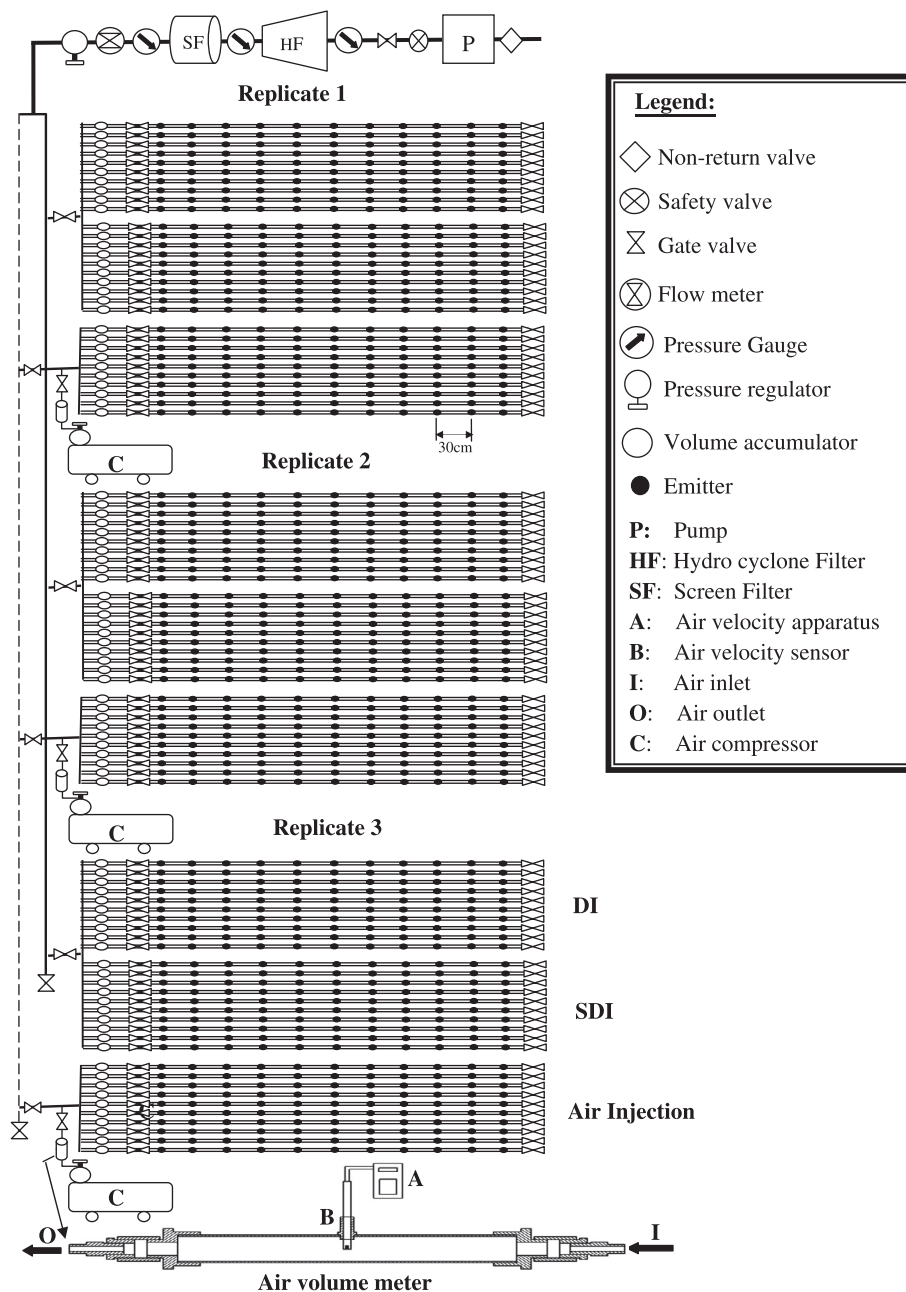 SF
HF
P
Replicate 1
30cm
C
Replicate 2
C
Replicate 3
DI
SDI
Air Injection
C
A
B
O
I
Air volume meter
Legend:
Non-return valve
Safety valve
Gate valve
Flow meter
Pressure Gauge
Pressure regulator
Volume accumulator
Emitter
P: Pump
HF: Hydro cyclone Filter
SF: Screen Filter
A: Air velocity apparatus
B: Air velocity sensor
I: Air inlet
O: Air outlet
C: Air compressor